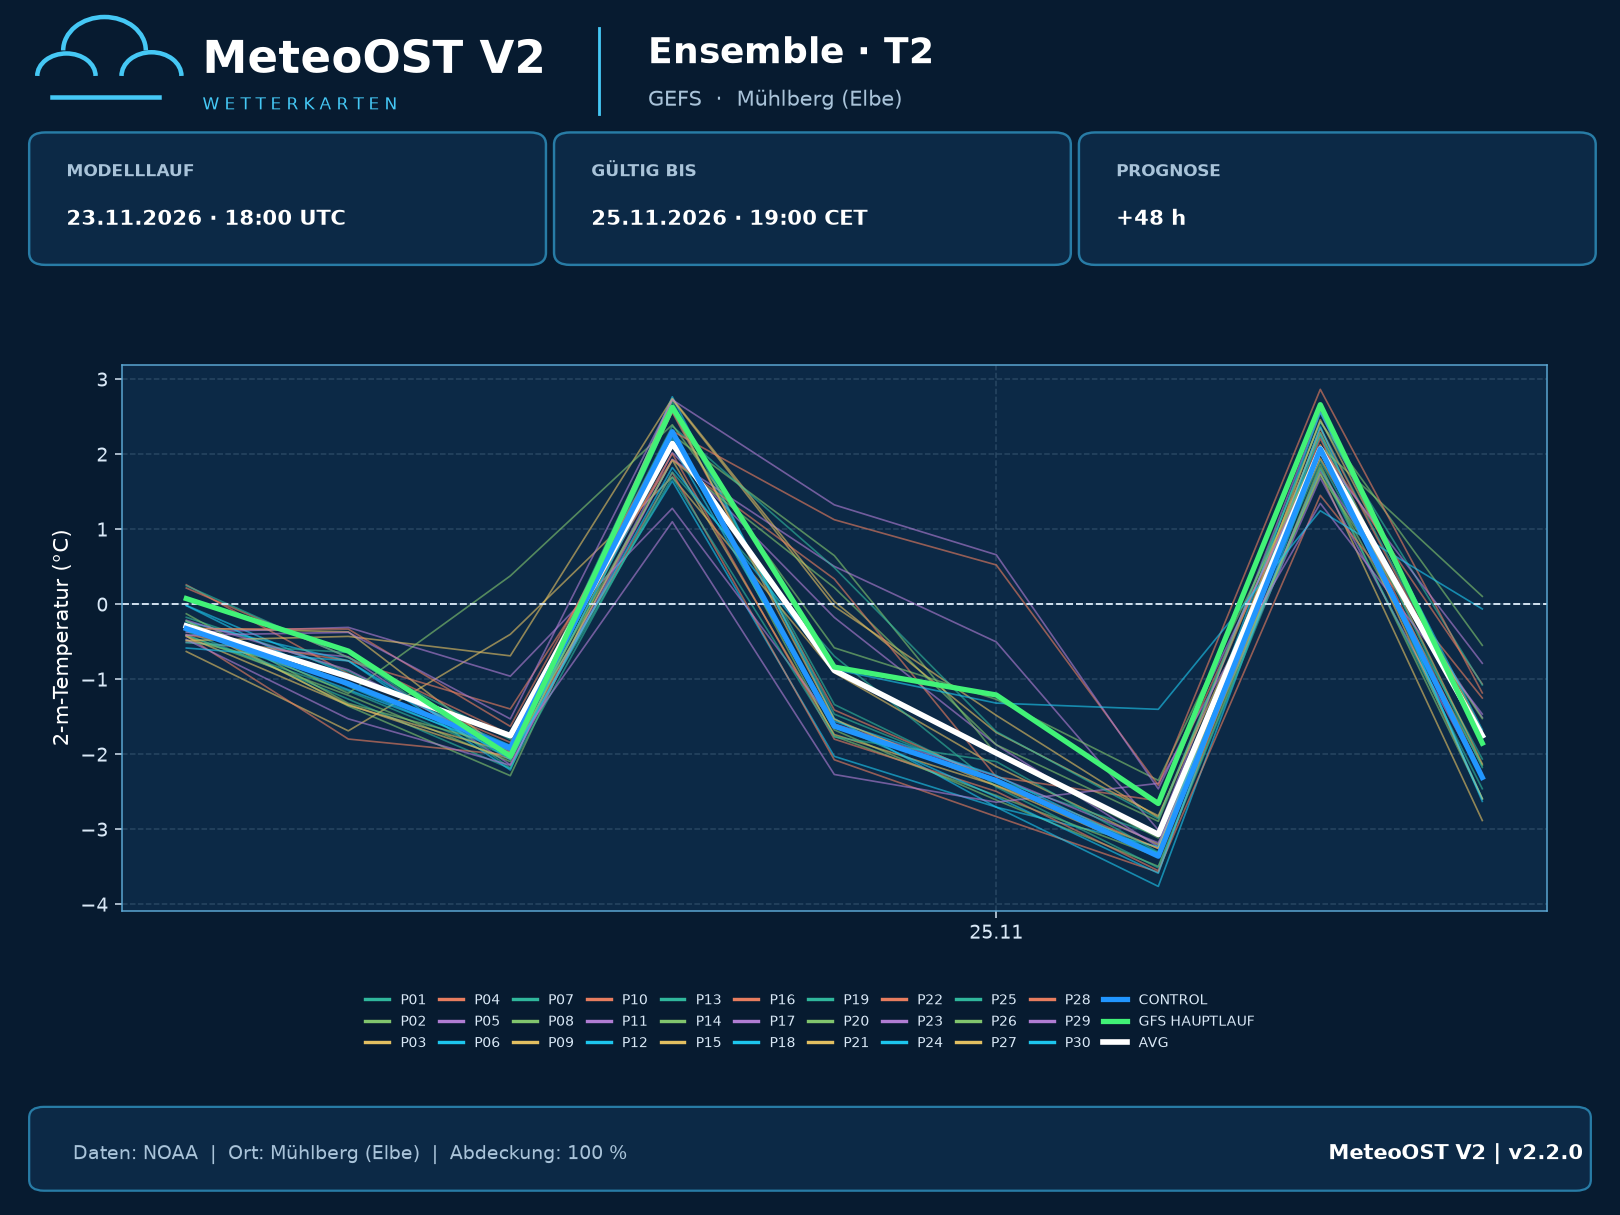 MeteoOST V2
WETTERKARTEN
Ensemble · T2
GEFS · Mühlberg (Elbe)
MODELLLAUF
23.11.2026 · 18:00 UTC
GÜLTIG BIS
25.11.2026 · 19:00 CET
PROGNOSE
+48 h
2-m-Temperatur (°C)
3
2
1
0
−1
−2
−3
−4
25.11
P01 P04 P07 P10 P13 P16 P19 P22 P25 P28 CONTROL
P02 P05 P08 P11 P14 P17 P20 P23 P26 P29 GFS HAUPTLAUF
P03 P06 P09 P12 P15 P18 P21 P24 P27 P30 AVG
Daten: NOAA | Ort: Mühlberg (Elbe) | Abdeckung: 100 %
MeteoOST V2 | v2.2.0